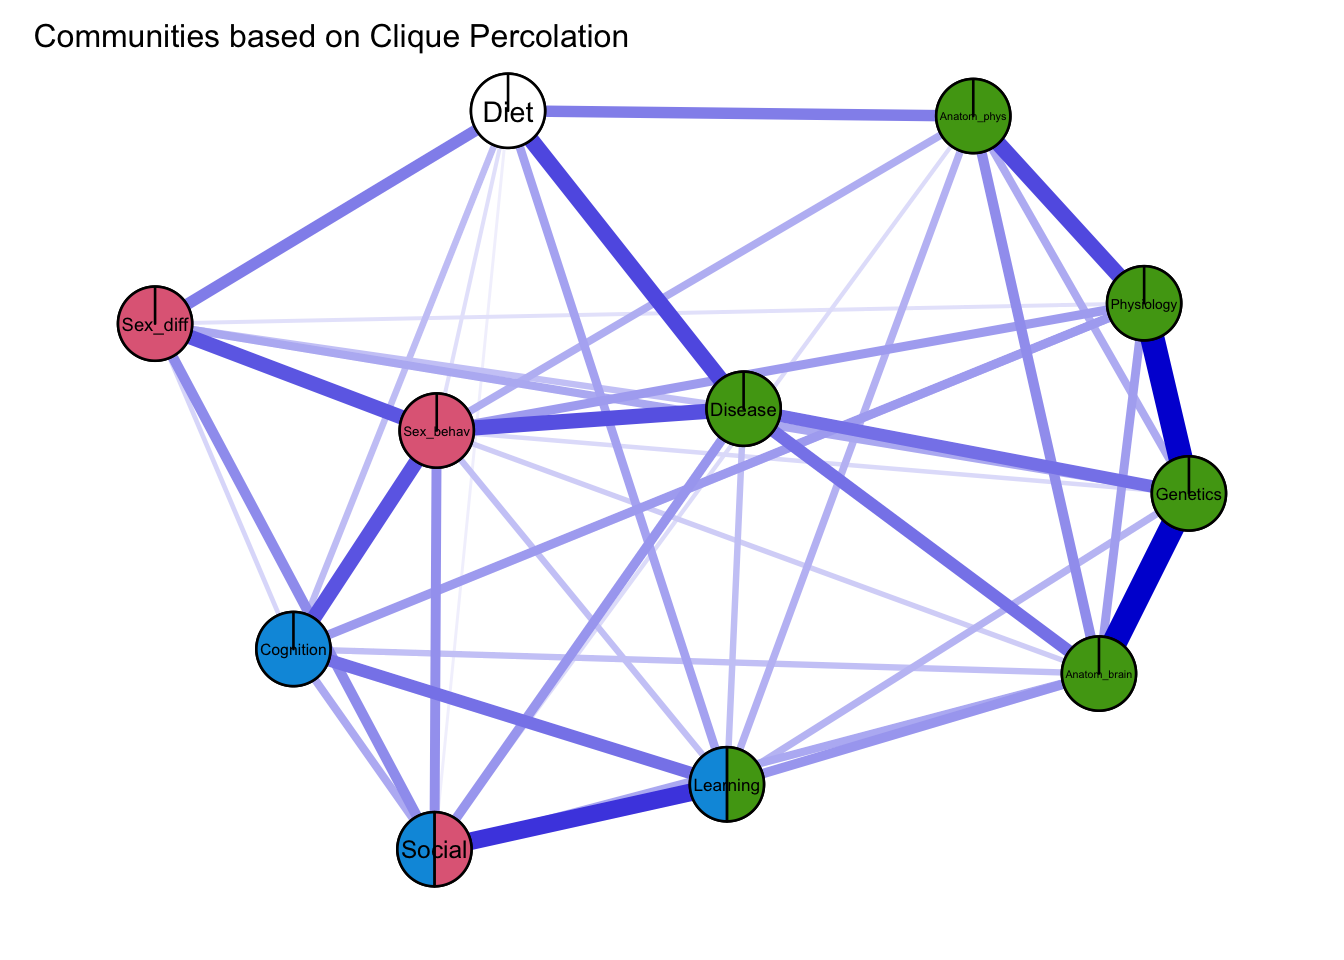 Communities based on Clique Percolation
Diet
Anatom_phys
Physiology
Sex_diff
Disease
Sex_behav
Genetics
Cognition
Anatom_brain
Learning
Social